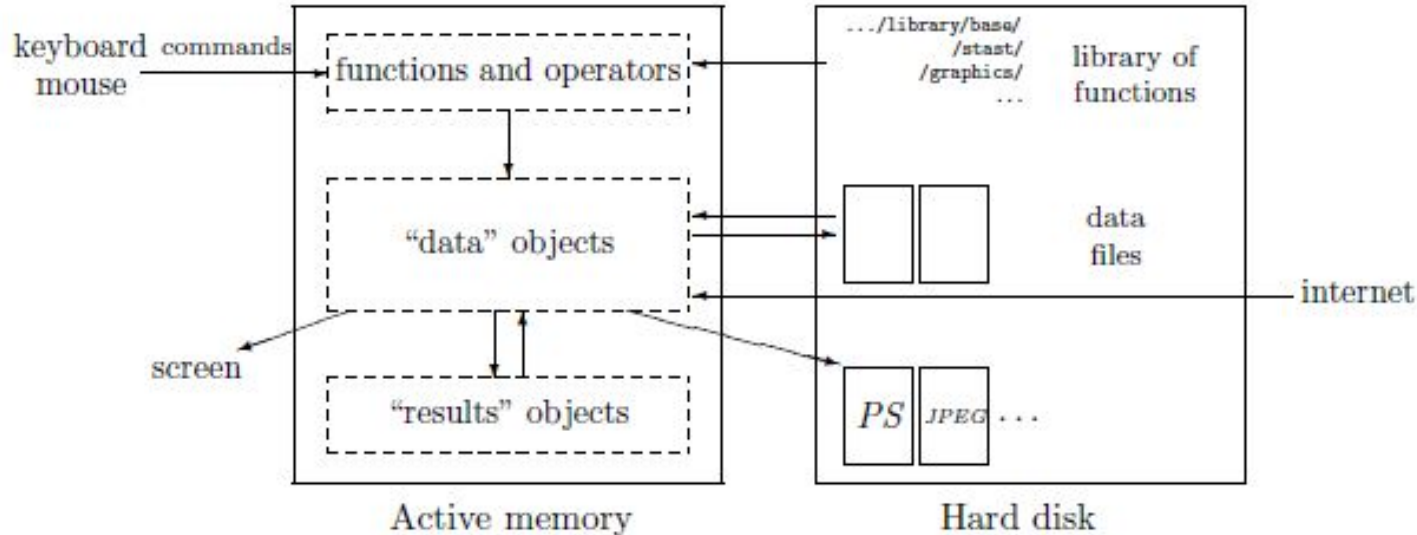 keyboard commands
mouse
functions and operators
.../library/base/
/stast/
/graphics/
...
library of
functions
“data” objects
data
files
internet
screen
“results” objects
PS
JPEG
...
Active memory
Hard disk